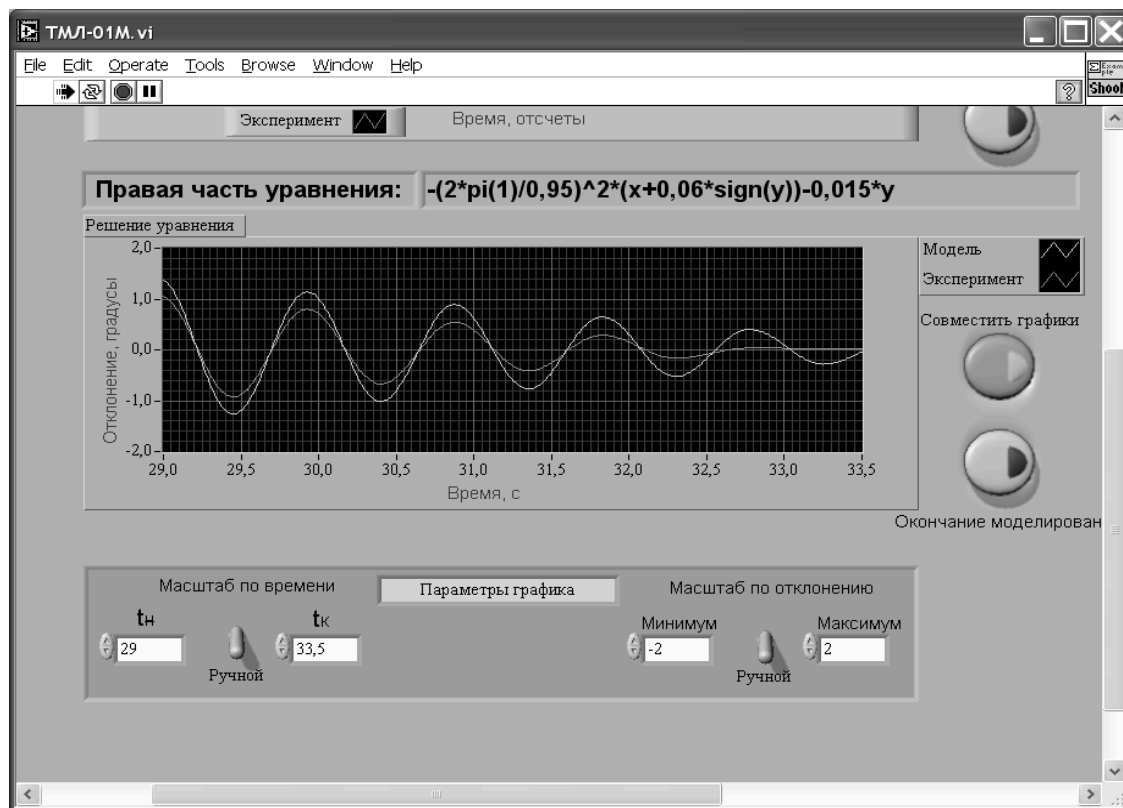 ТМЛ-01М.vi
File Edit Operate Tools Browse Window Help
Эксперимент
Время, отсчеты
Правая часть уравнения: -(2*pi(1)/0,95)^2*(x+0,06*sign(y))-0,015*y
Решение уравнения
2,0
1,0
0,0
-1,0
-2,0
Отклонение, градусы
29,0 29,5 30,0 30,5 31,0 31,5 32,0 32,5 33,0 33,5
Время, с
Модель
Эксперимент
Совместить графики
Окончание моделирован
Масштаб по времени
Параметры графика
Масштаб по отклонению
tн
tк
Минимум
Максимум
29
33,5
-2
2
Ручной
Ручной